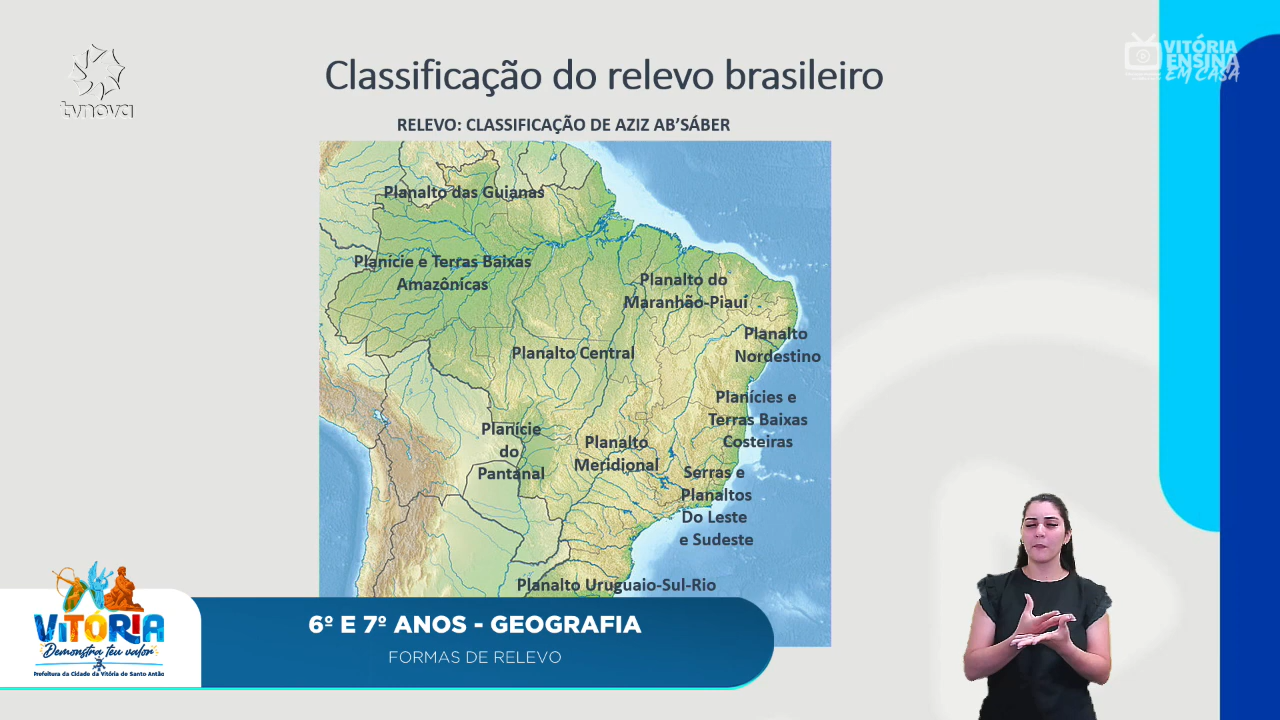 tvnova
VITÓRIA
ENSINA
EM CASA
Classificação do relevo brasileiro
RELEVO: CLASSIFICAÇÃO DE AZIZ AB’SÁBER
Planalto das Guianas
Planície e Terras Baixas
Amazônicas
Planalto do
Maranhão-Piauí
Planalto
Nordestino
Planalto Central
Planícies e
Terras Baixas
Costeiras
Planície
do
Pantanal
Planalto
Meridional
Serras e
Planaltos
Do Leste
e Sudeste
Planalto Uruguaio-Sul-Rio
6º E 7º ANOS - GEOGRAFIA
FORMAS DE RELEVO
VITÓRIA
Demonstra teu valor
Prefeitura da Cidade da Vitória de Santo Antão